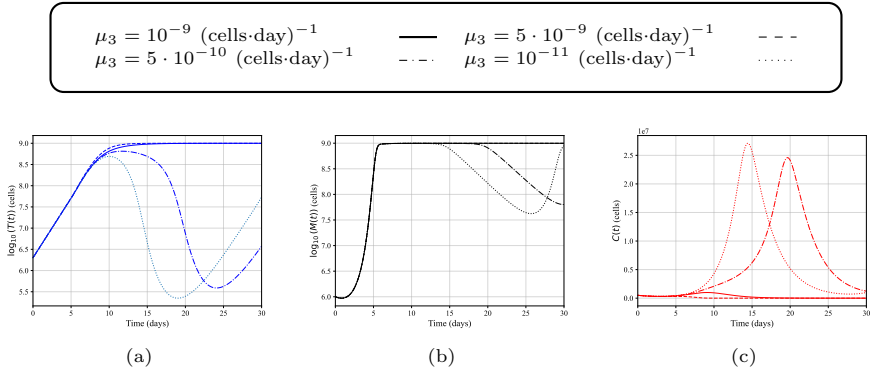 μ₃ = 10⁻⁹ (cells·day)⁻¹ μ₃ = 5 · 10⁻⁹ (cells·day)⁻¹
μ₃ = 5 · 10⁻¹⁰ (cells·day)⁻¹ μ₃ = 10⁻¹¹ (cells·day)⁻¹
log₁₀ (T(t)) (cells)
9.0
8.5
8.0
7.5
7.0
6.5
6.0
5.5
0 5 10 15 20 25 30
Time (days)
(a)
log₁₀ (M(t)) (cells)
9.0
8.5
8.0
7.5
7.0
6.5
6.0
0 5 10 15 20 25 30
Time (days)
(b)
1e7
C(t) (cells)
2.5
2.0
1.5
1.0
0.5
0.0
0 5 10 15 20 25 30
Time (days)
(c)